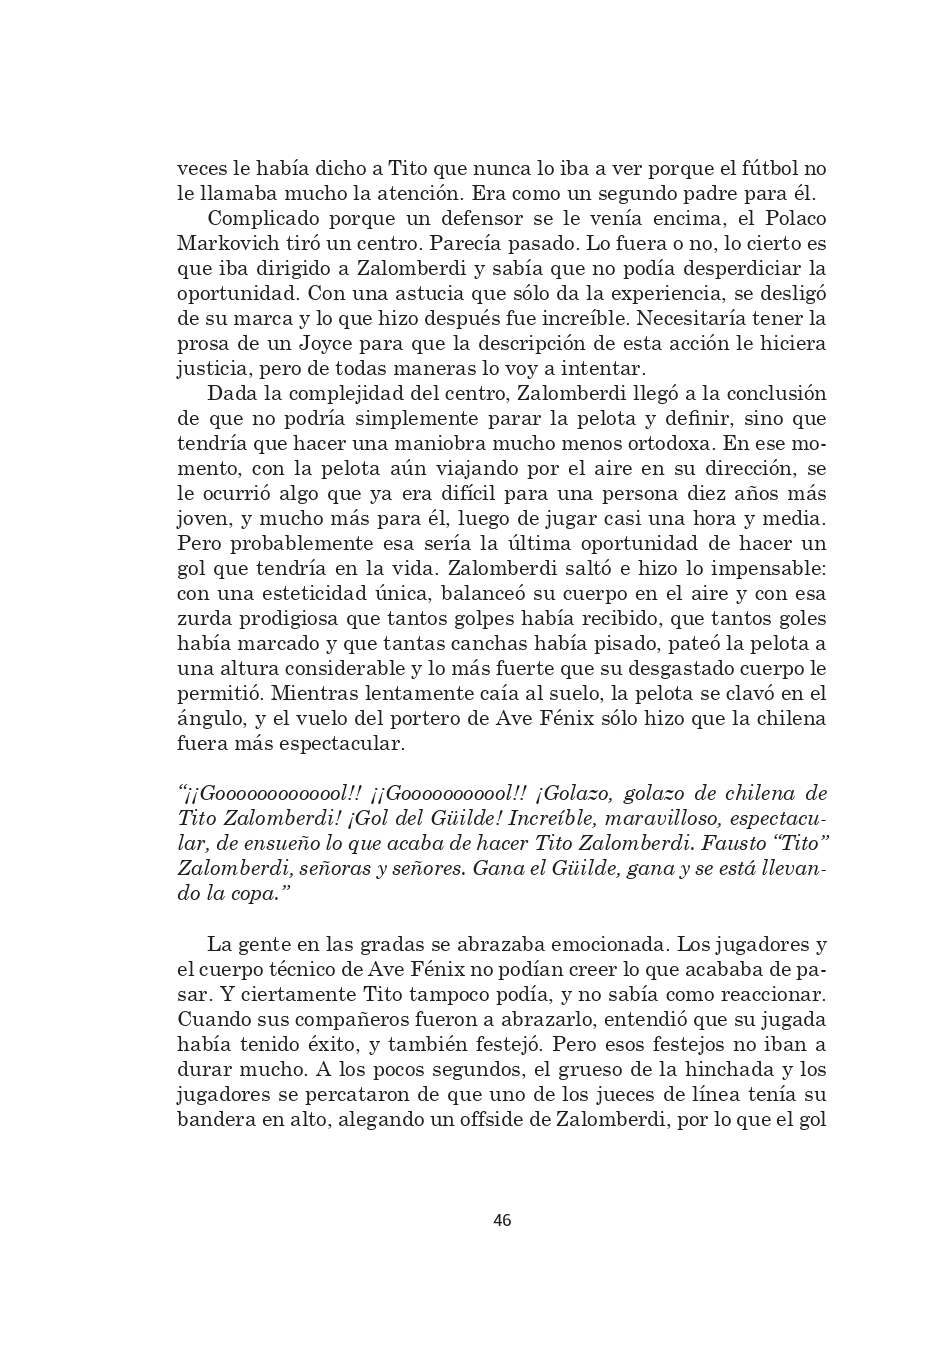 veces le había dicho a Tito que nunca lo iba a ver porque el fútbol no
le llamaba mucho la atención. Era como un segundo padre para él.
Complicado porque un defensor se le venía encima, el Polaco
Markovich tiró un centro. Parecía pasado. Lo fuera o no, lo cierto es
que iba dirigido a Zalomberdi y sabía que no podía desperdiciar la
oportunidad. Con una astucia que sólo da la experiencia, se desligó
de su marca y lo que hizo después fue increíble. Necesitaría tener la
prosa de un Joyce para que la descripción de esta acción le hiciera
justicia, pero de todas maneras lo voy a intentar.
Dada la complejidad del centro, Zalomberdi llegó a la conclusión
de que no podría simplemente parar la pelota y definir, sino que
tendría que hacer una maniobra mucho menos ortodoxa. En ese mo-
mento, con la pelota aún viajando por el aire en su dirección, se
le ocurrió algo que ya era difícil para una persona diez años más
joven, y mucho más para él, luego de jugar casi una hora y media.
Pero probablemente esa sería la última oportunidad de hacer un
gol que tendría en la vida. Zalomberdi saltó e hizo lo impensable:
con una esteticidad única, balanceó su cuerpo en el aire y con esa
zurda prodigiosa que tantos golpes había recibido, que tantos goles
había marcado y que tantas canchas había pisado, pateó la pelota a
una altura considerable y lo más fuerte que su desgastado cuerpo le
permitió. Mientras lentamente caía al suelo, la pelota se clavó en el
ángulo, y el vuelo del portero de Ave Fénix sólo hizo que la chilena
fuera más espectacular.
“¡¡Gooooooooooool!! ¡¡Goooooooooool!! ¡Golazo, golazo de chilena de
Tito Zalomberdi! ¡Gol del Güilde! Increíble, maravilloso, espectacu-
lar, de ensueño lo que acaba de hacer Tito Zalomberdi. Fausto “Tito”
Zalomberdi, señoras y señores. Gana el Güilde, gana y se está llevan-
do la copa.”
La gente en las gradas se abrazaba emocionada. Los jugadores y
el cuerpo técnico de Ave Fénix no podían creer lo que acababa de pa-
sar. Y ciertamente Tito tampoco podía, y no sabía como reaccionar.
Cuando sus compañeros fueron a abrazarlo, entendió que su jugada
había tenido éxito, y también festejó. Pero esos festejos no iban a
durar mucho. A los pocos segundos, el grueso de la hinchada y los
jugadores se percataron de que uno de los jueces de línea tenía su
bandera en alto, alegando un offside de Zalomberdi, por lo que el gol
46